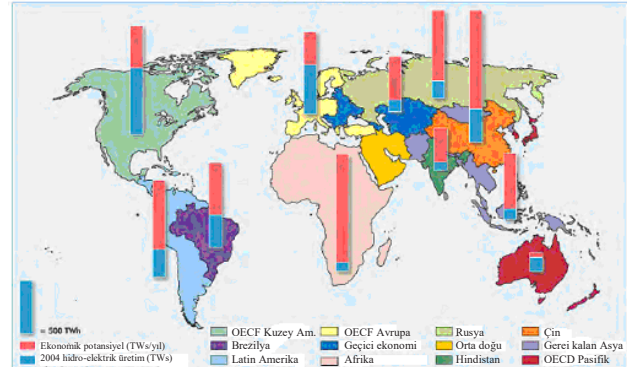 = 500 TWh
Ekonomik potansiyel (TWs/yıl)
2004 hidro-elektrik üretim (TWs)
OECF Kuzey Am.
OECF Avrupa
Rusya
Çin
Brezilya
Geçici ekonomi
Orta doğu
Gerei kalan Asya
Latin Amerika
Afrika
Hindistan
OECD Pasifik